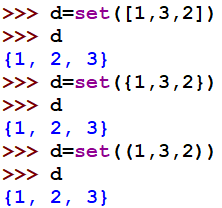 >>> d=set([1,3,2])
>>> d
{1, 2, 3}
>>> d=set({1,3,2})
>>> d
{1, 2, 3}
>>> d=set((1,3,2))
>>> d
{1, 2, 3}